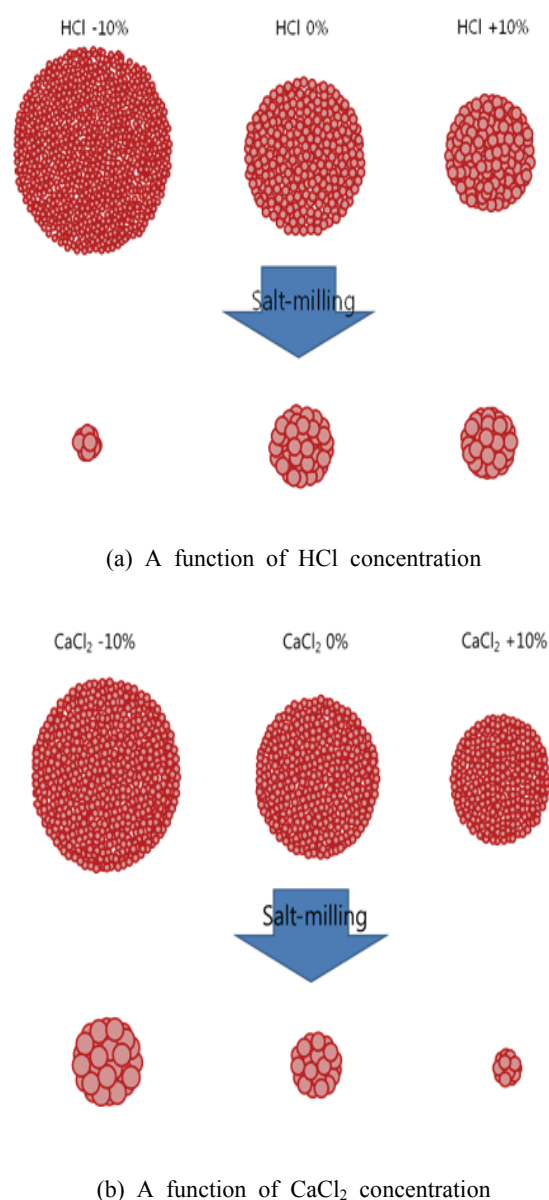 HCl -10% HCl 0% HCl +10%
Salt-milling
(a) A function of HCl concentration
CaCl₂ -10% CaCl₂ 0% CaCl₂ +10%
Salt-milling
(b) A function of CaCl₂ concentration